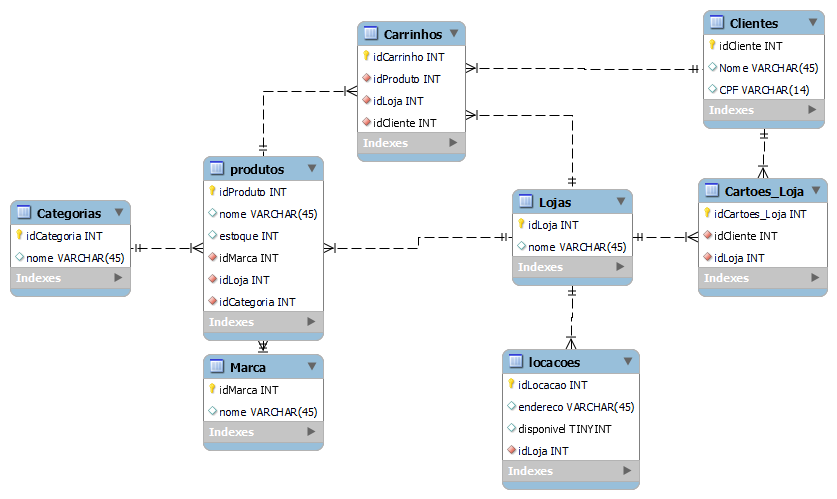 Carrinhos
idCarrinho INT
idProduto INT
idLoja INT
idCliente INT
Indexes
Clientes
idCliente INT
Nome VARCHAR(45)
CPF VARCHAR(14)
Indexes
produtos
idProduto INT
nome VARCHAR(45)
estoque INT
idMarca INT
idLoja INT
idCategoria INT
Indexes
Categorias
idCategoria INT
nome VARCHAR(45)
Indexes
Lojas
idLoja INT
nome VARCHAR(45)
Indexes
Cartoes_Loja
idCartoes_Loja INT
idCliente INT
idLoja INT
Indexes
Marca
idMarca INT
nome VARCHAR(45)
Indexes
locacoes
idLocacao INT
endereco VARCHAR(45)
disponivel TINYINT
idLoja INT
Indexes